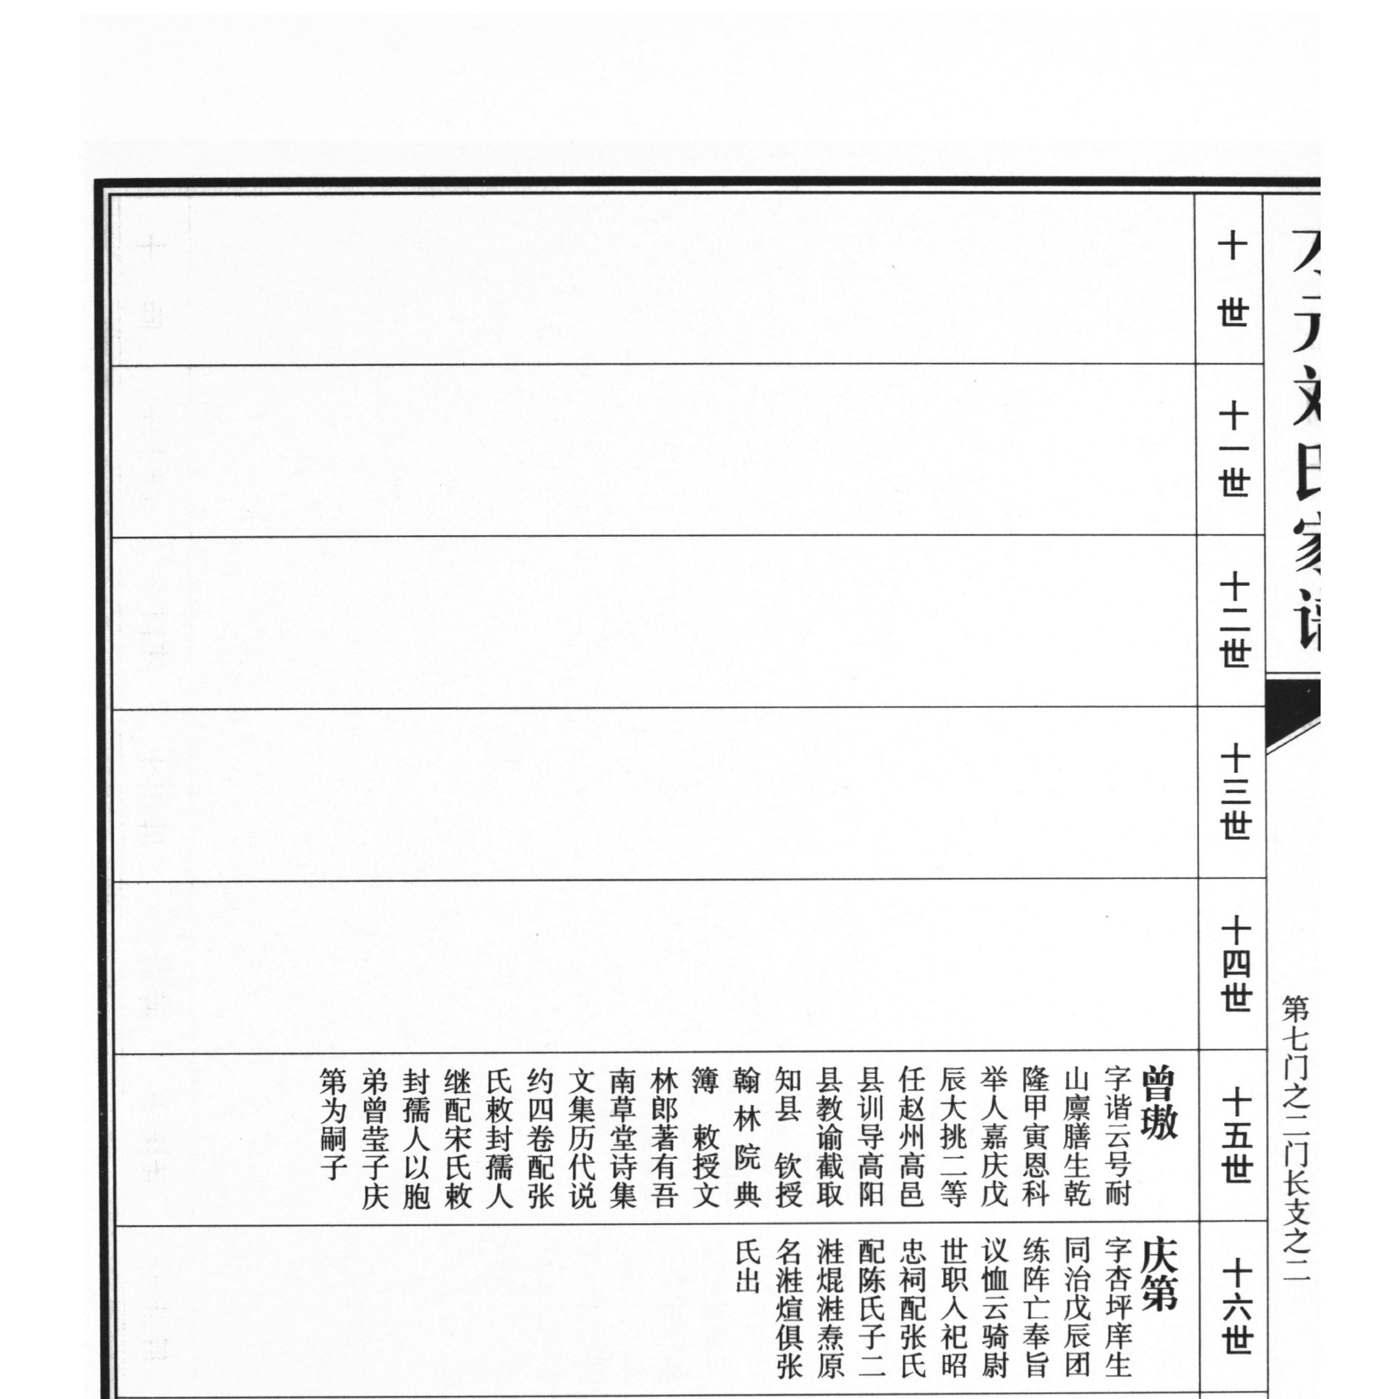 刘氏家谱
第七门之二门长支之二
十世
十一世
十二世
十三世
十四世
十五世
曾璈
字谐云号耐
山廪膳生乾
隆甲寅恩科
举人嘉庆戊
辰大挑二等
任赵州高邑
县训导高阳
县教谕截取
知县 钦授
翰林院典
簿 敕授文
林郎著有吾
南草堂诗集
文集历代说
约四卷配张
氏敕封孺人
继配宋氏敕
封孺人以胞
弟曾莹子庆
第为嗣子
十六世
庆第
字杏坪庠生
同治戊辰团
练阵亡奉旨
议恤云骑尉
世职入祀昭
忠祠配张氏
配陈氏子二
溎焜溎焘原
名溎煊俱张
氏出